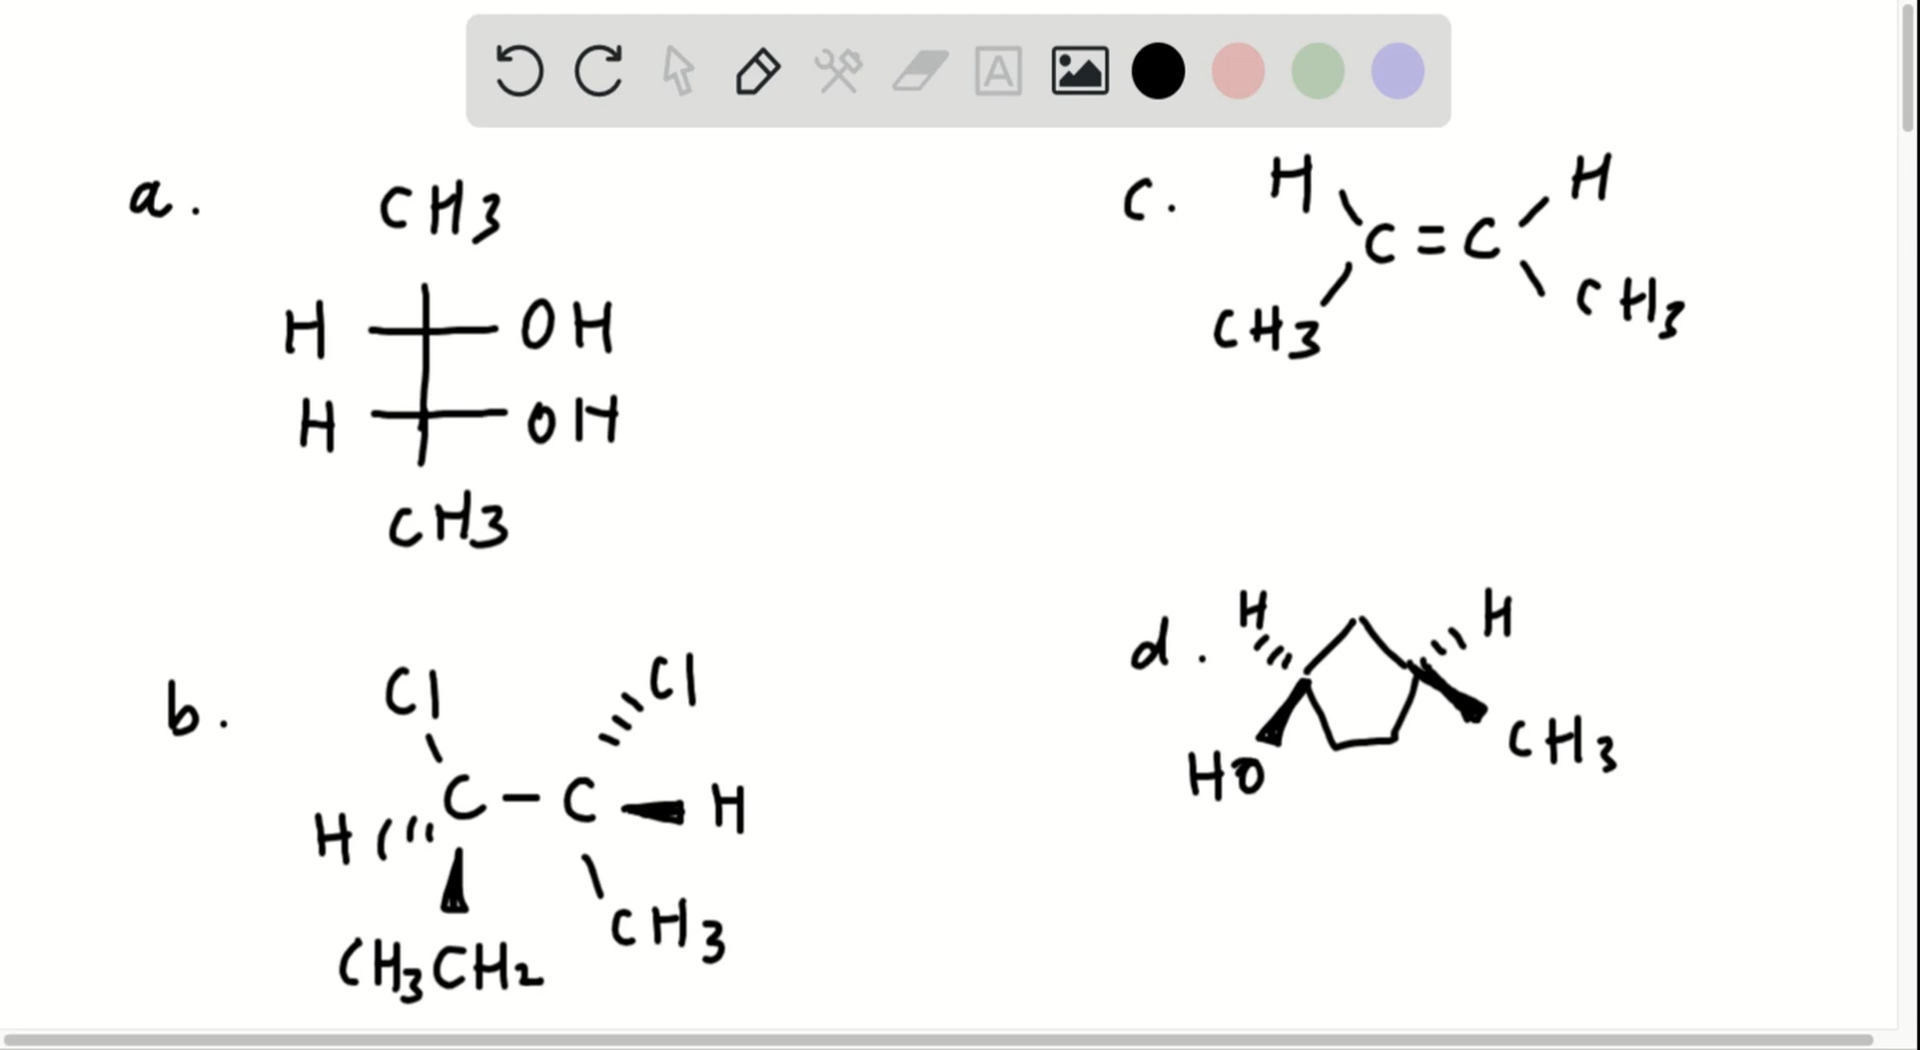 a.
CH3
H OH
H OH
CH3
b.
Cl Cl
C - C H
H
CH3CH2 CH3
c.
H H
C = C
CH3 CH3
d.
H H
HO CH3
A